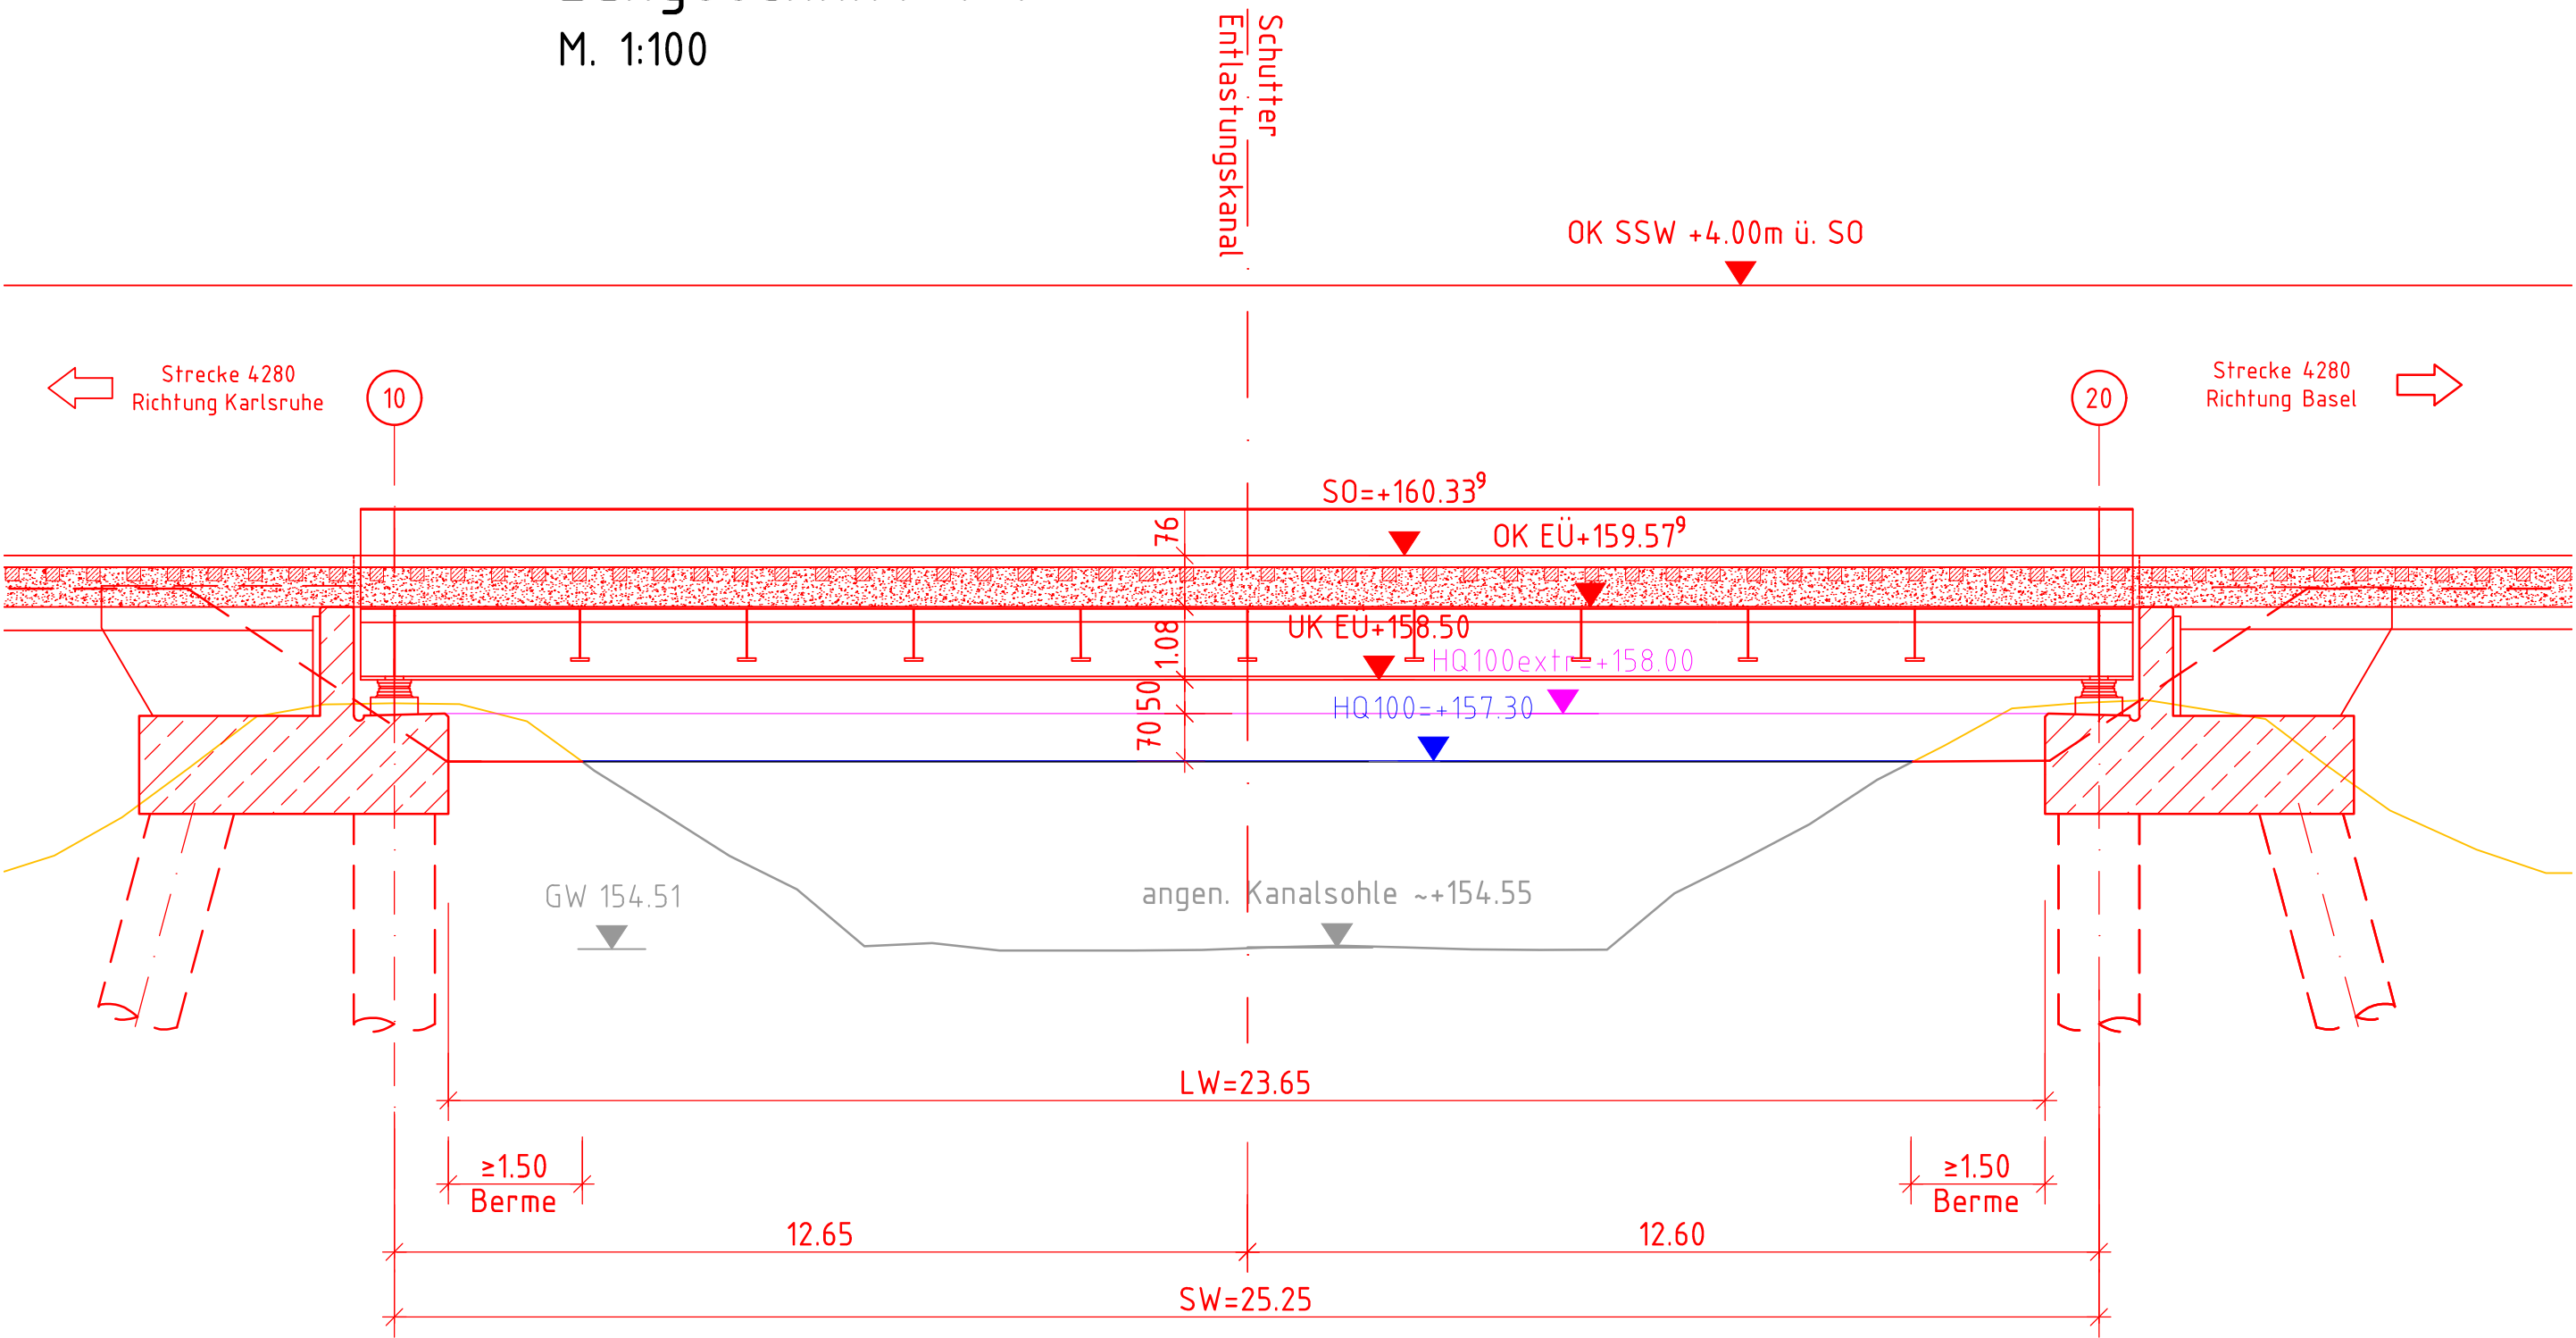 M. 1:100
Schutter
Entlastungskanal
OK SSW +4.00m ü. SO
Strecke 4280
Richtung Karlsruhe
10
20
Strecke 4280
Richtung Basel
SO=+160.33⁹
76
OK EÜ+159.57⁹
UK EÜ+158.50
1.08
HQ100extr=+158.00
50
HQ100=+157.30
70
GW 154.51
angen. Kanalsohle ~+154.55
LW=23.65
≥1.50
Berme
≥1.50
Berme
12.65
12.60
SW=25.25